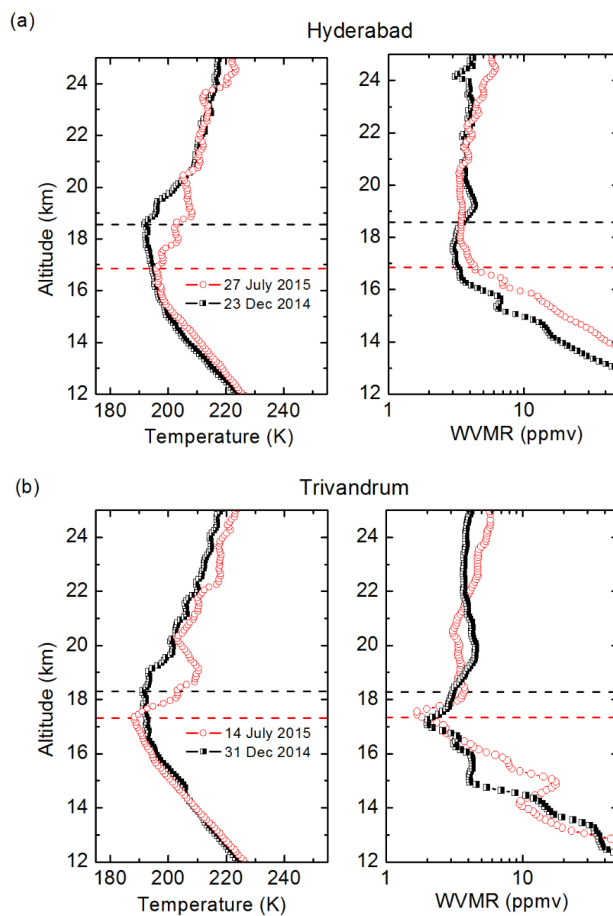 (a)
Hyderabad
Altitude (km)
24
22
20
18
16
14
12
27 July 2015
23 Dec 2014
180 200 220 240
Temperature (K)
24
22
20
18
16
14
12
1 10
WVMR (ppmv)
(b)
Trivandrum
Altitude (km)
24
22
20
18
16
14
12
14 July 2015
31 Dec 2014
180 200 220 240
Temperature (K)
24
22
20
18
16
14
12
1 10
WVMR (ppmv)